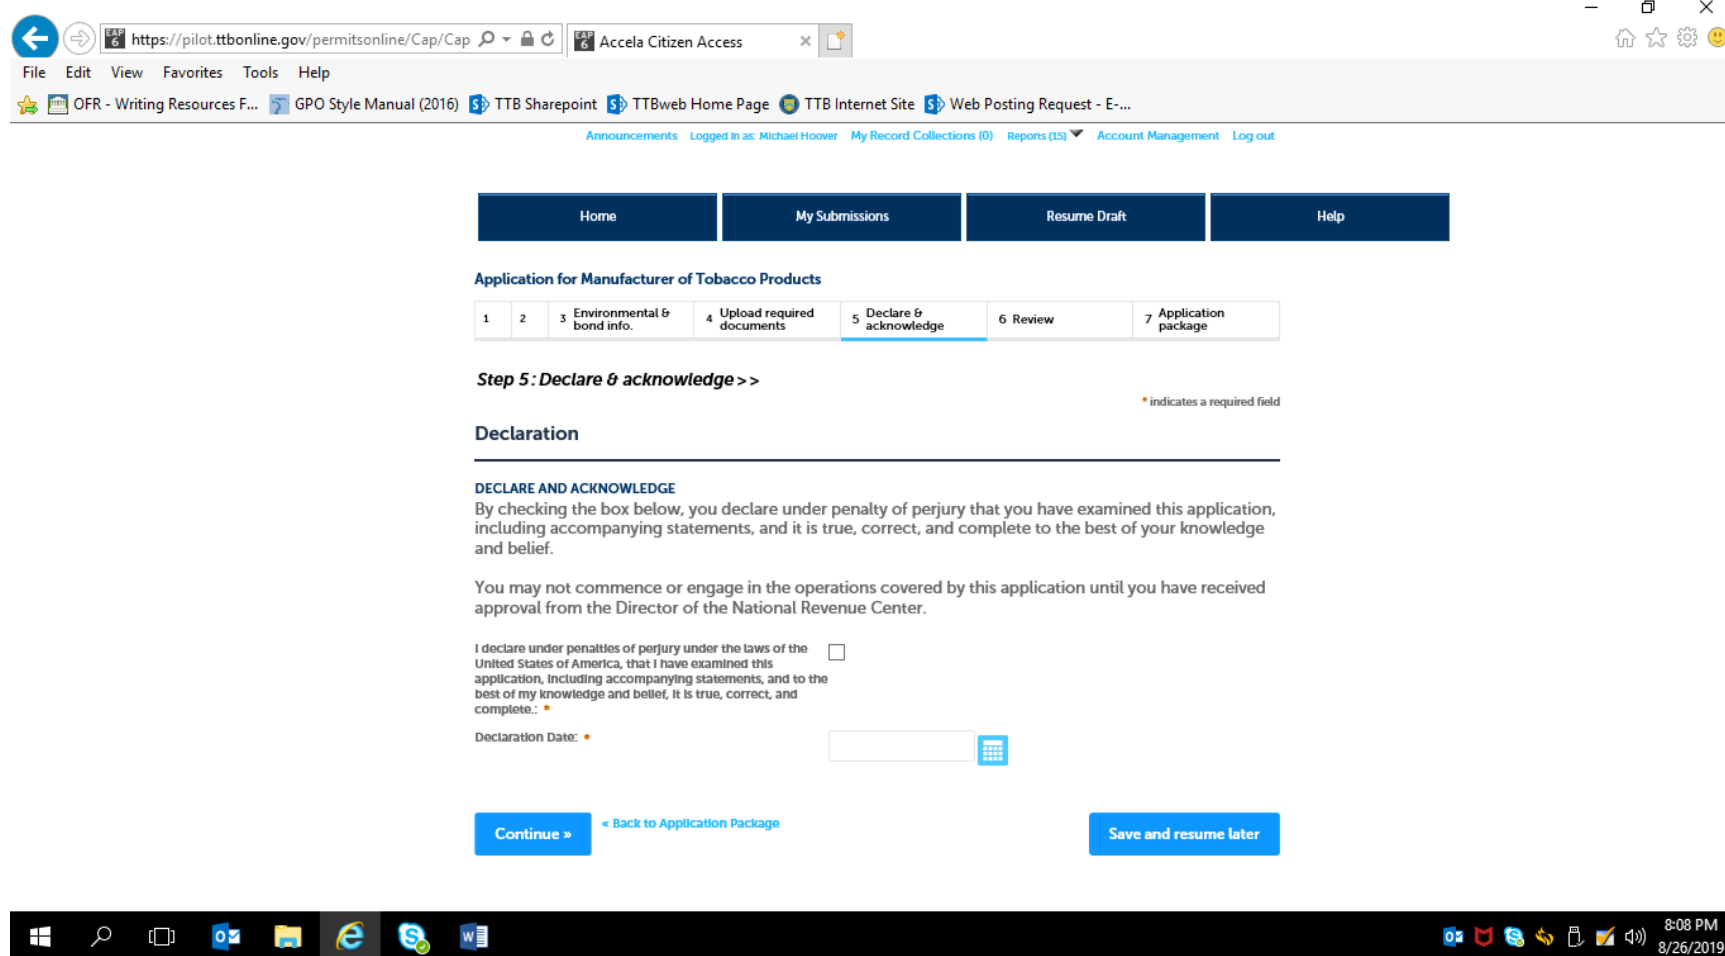 https://pilot.ttbonline.gov/permitsonline/Cap/Cap
EAP 6 Accela Citizen Access
File Edit View Favorites Tools Help
OFR - Writing Resources F... GPO Style Manual (2016) TTB Sharepoint TTBweb Home Page TTB Internet Site Web Posting Request - E-...
Announcements Logged in as: Michael Hoover My Record Collections (0) Reports (15) Account Management Log out
Home My Submissions Resume Draft Help
Application for Manufacturer of Tobacco Products
1 2 3 Environmental & bond info. 4 Upload required documents 5 Declare & acknowledge 6 Review 7 Application package
Step 5: Declare & acknowledge>>
* indicates a required field
Declaration
DECLARE AND ACKNOWLEDGE
By checking the box below, you declare under penalty of perjury that you have examined this application,
including accompanying statements, and it is true, correct, and complete to the best of your knowledge
and belief.
You may not commence or engage in the operations covered by this application until you have received
approval from the Director of the National Revenue Center.
I declare under penalties of perjury under the laws of the
United States of America, that I have examined this
application, including accompanying statements, and to the
best of my knowledge and belief, it is true, correct, and
complete.: *
Declaration Date: *
Continue » « Back to Application Package Save and resume later
8:08 PM
8/26/2019